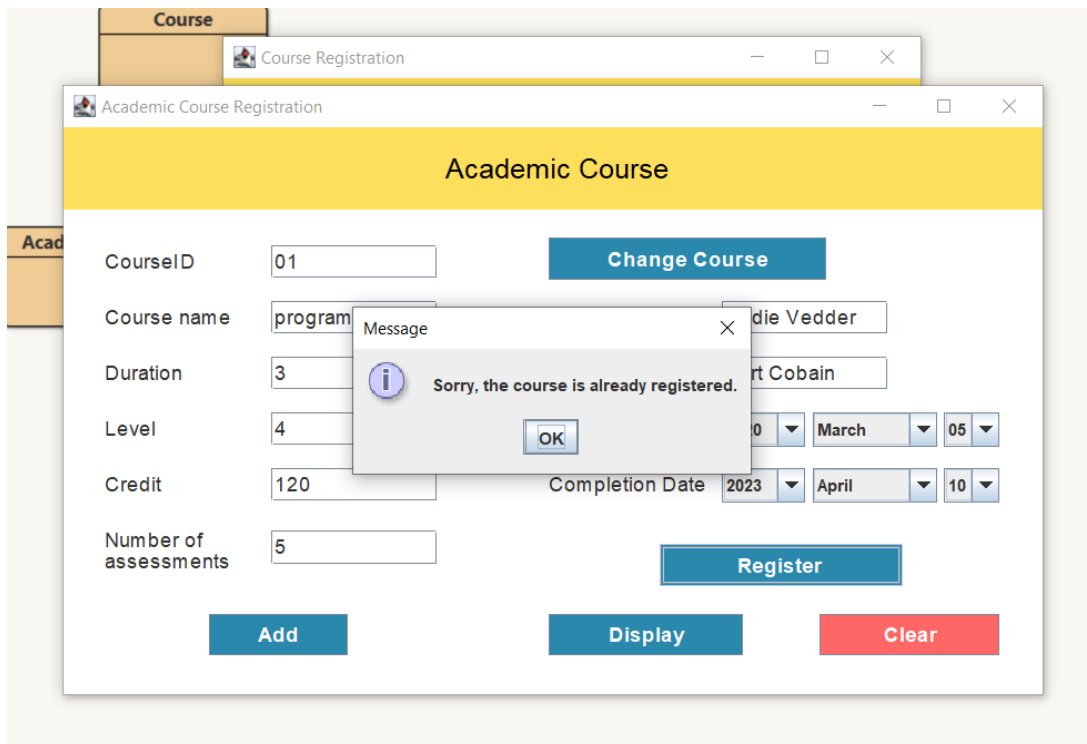 Course
Course Registration
Academic Course Registration
Academic Course
Acad
CourseID 01 Change Course
Course name program die Vedder
Message
Duration 3 rt Cobain
Sorry, the course is already registered.
Level 4 March 05
OK
Credit 120 Completion Date 2023 April 10
Number of
assessments 5
Register
Add Display Clear